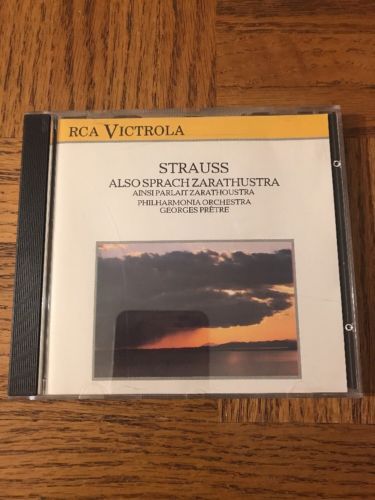 RCA VICTROLA
STRAUSS
ALSO SPRACH ZARATHUSTRA
AINSI PARLAIT ZARATHOUSTRA
PHILHARMONIA ORCHESTRA
GEORGES PRÊTRE